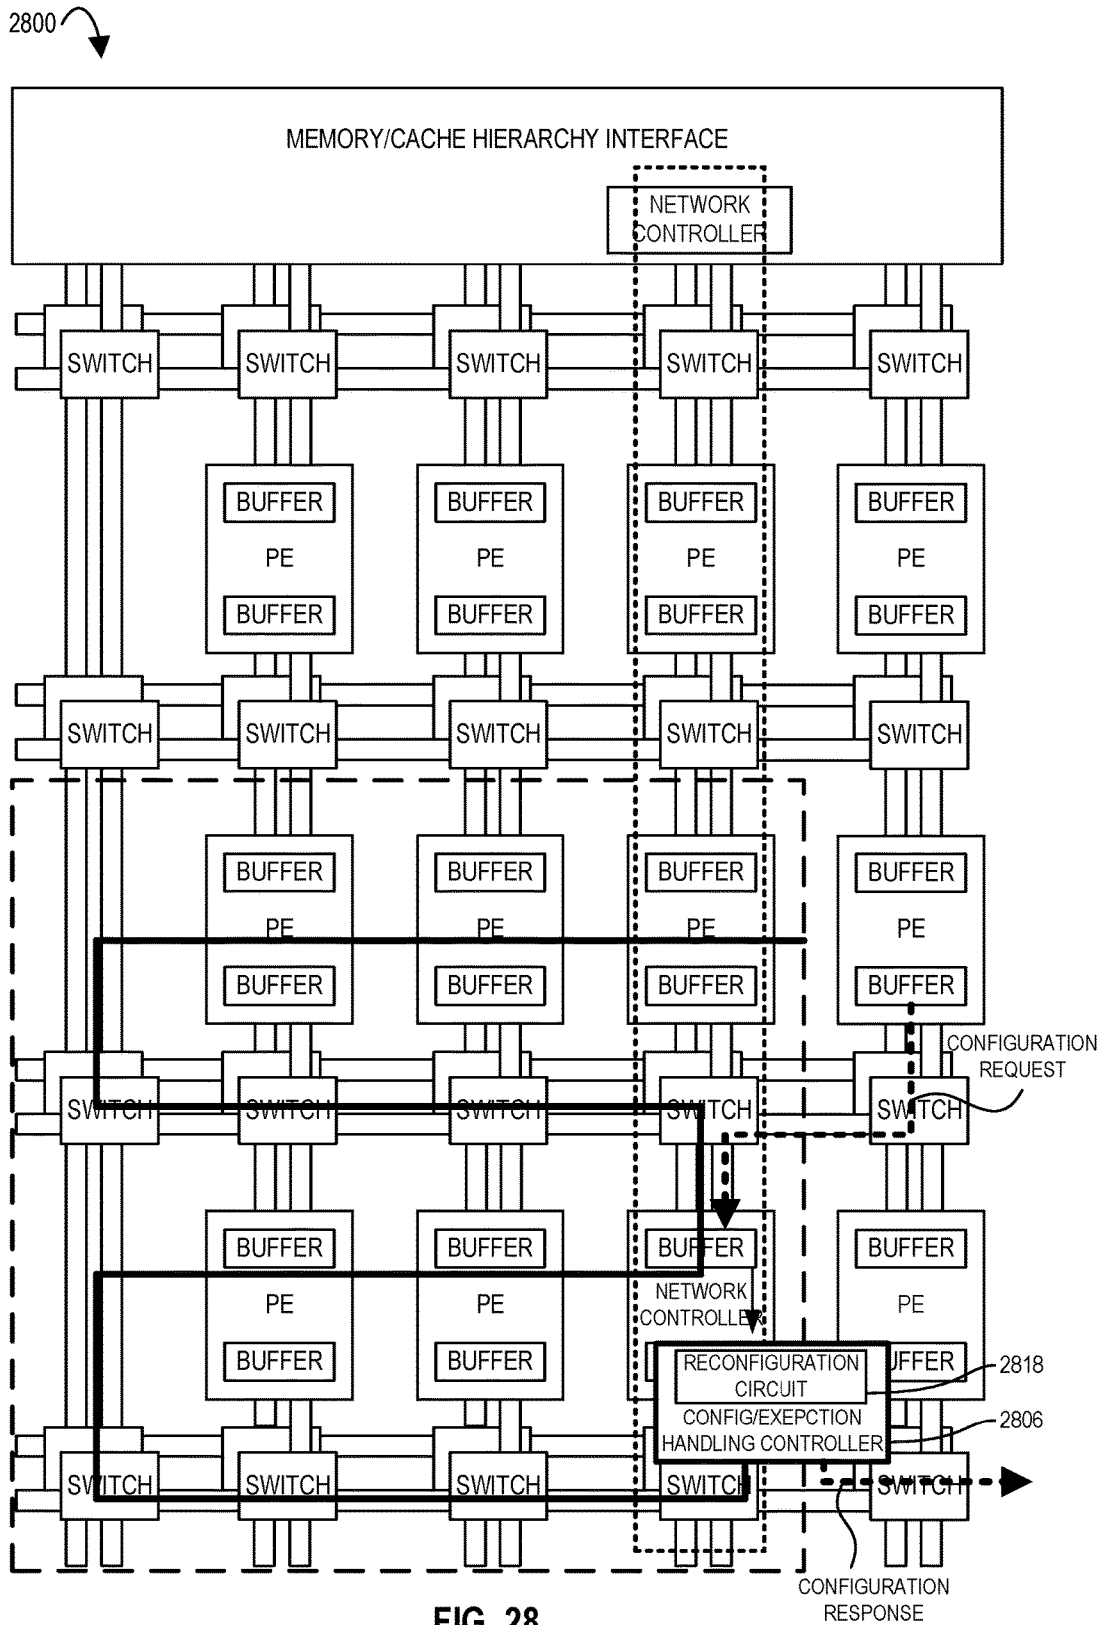 2800
MEMORY/CACHE HIERARCHY INTERFACE
NETWORK
CONTROLLER
SWITCH SWITCH SWITCH SWITCH SWITCH
BUFFER BUFFER BUFFER BUFFER
PE PE PE PE
BUFFER BUFFER BUFFER BUFFER
SWITCH SWITCH SWITCH SWITCH SWITCH
BUFFER BUFFER BUFFER BUFFER
PE PE PE PE
BUFFER BUFFER BUFFER BUFFER
CONFIGURATION
REQUEST
SWITCH SWITCH SWITCH SWITCH SWITCH
BUFFER BUFFER BUFFER BUFFER
PE PE PE
NETWORK
CONTROLLER
BUFFER BUFFER UFFER
RECONFIGURATION
CIRCUIT
2818
CONFIG/EXEPCTION
HANDLING CONTROLLER
2806
SWITCH SWITCH SWITCH SWITCH SWITCH
CONFIGURATION
RESPONSE
FIG. 28